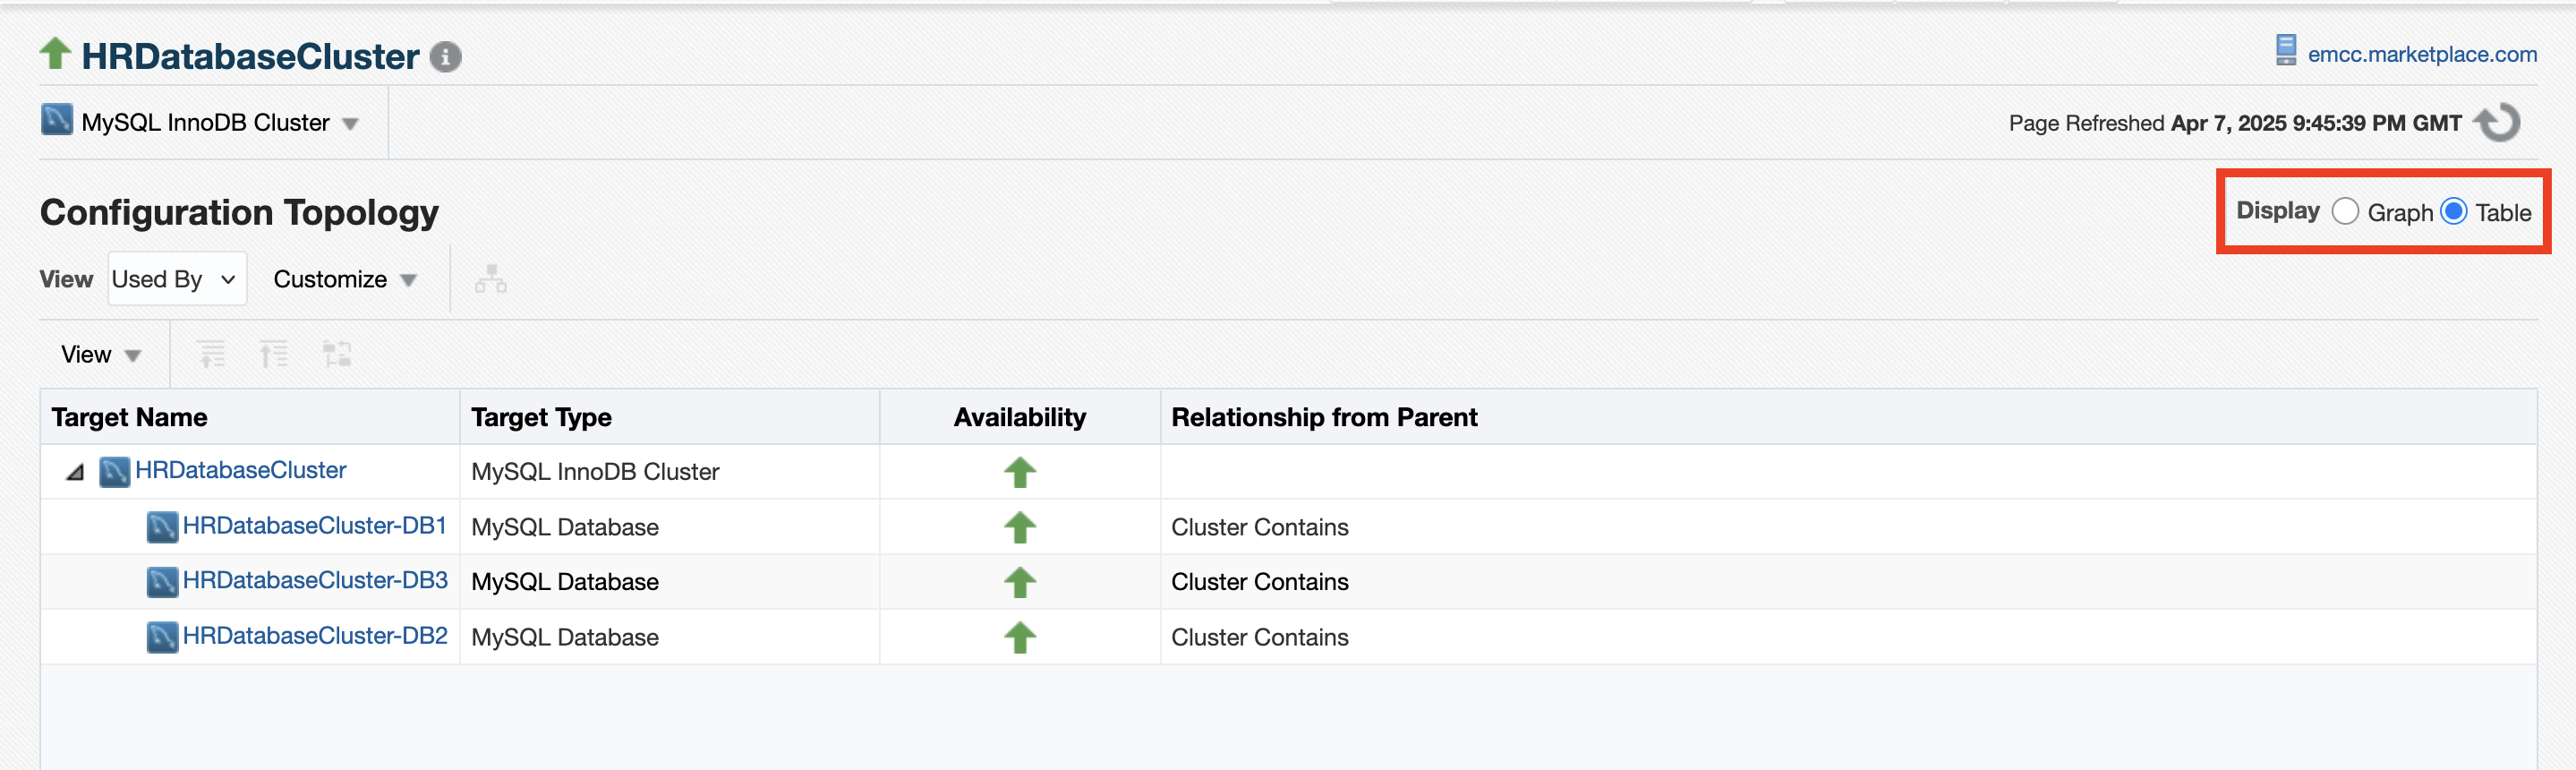 HRDatabaseCluster
emcc.marketplace.com
MySQL InnoDB Cluster
Page Refreshed Apr 7, 2025 9:45:39 PM GMT
Configuration Topology
Display Graph Table
View Used By Customize
View
Target Name Target Type Availability Relationship from Parent
HRDatabaseCluster MySQL InnoDB Cluster
HRDatabaseCluster-DB1 MySQL Database Cluster Contains
HRDatabaseCluster-DB3 MySQL Database Cluster Contains
HRDatabaseCluster-DB2 MySQL Database Cluster Contains